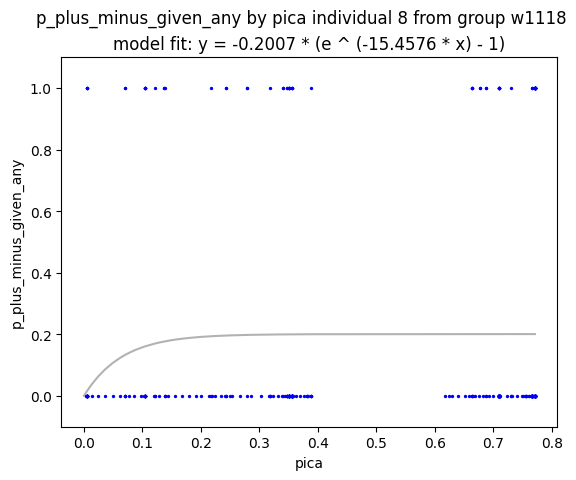 p_plus_minus_given_any by pica individual 8 from group w1118
model fit: y = -0.2007 * (e ^ (-15.4576 * x) - 1)
1.0
0.8
0.6
0.4
0.2
0.0
p_plus_minus_given_any
0.0 0.1 0.2 0.3 0.4 0.5 0.6 0.7 0.8
pica